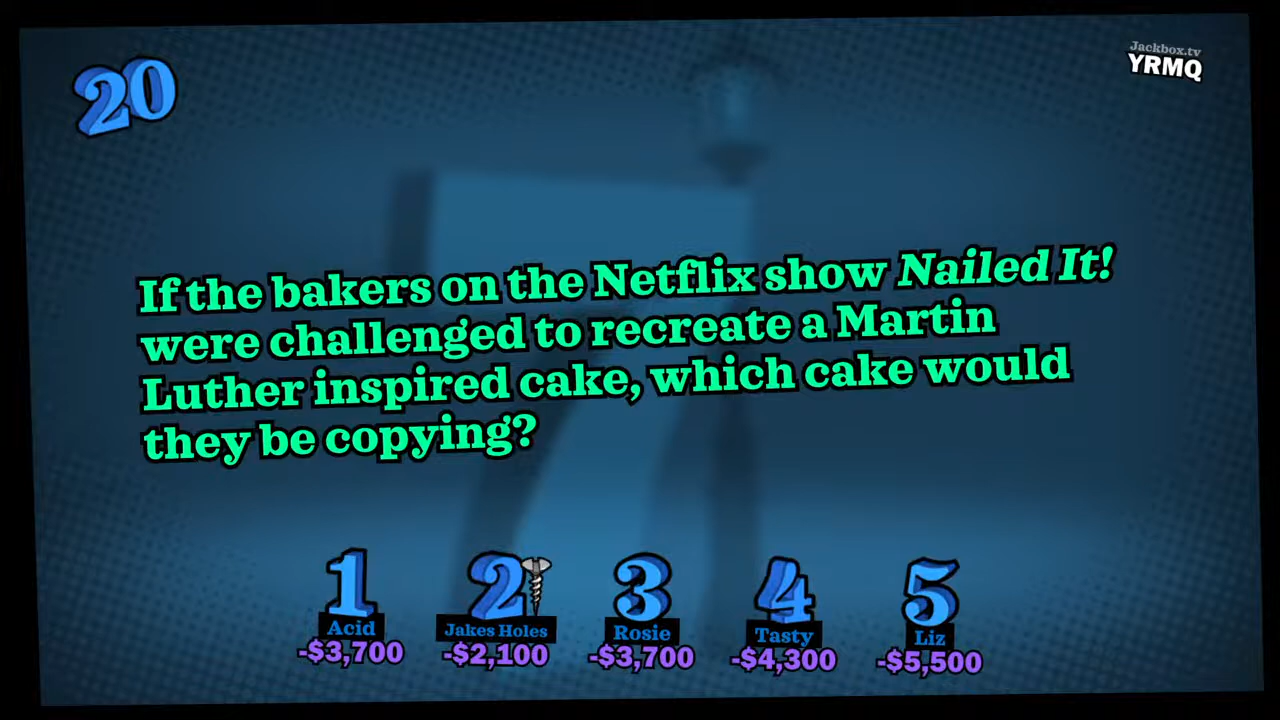 20
Jackbox.tv
YRMQ
If the bakers on the Netflix show Nailed It!
were challenged to recreate a Martin
Luther inspired cake, which cake would
they be copying?
1 2 3 4 5
Acid Jakes Holes Rosie Tasty Liz
-$3,700 -$2,100 -$3,700 -$4,300 -$5,500